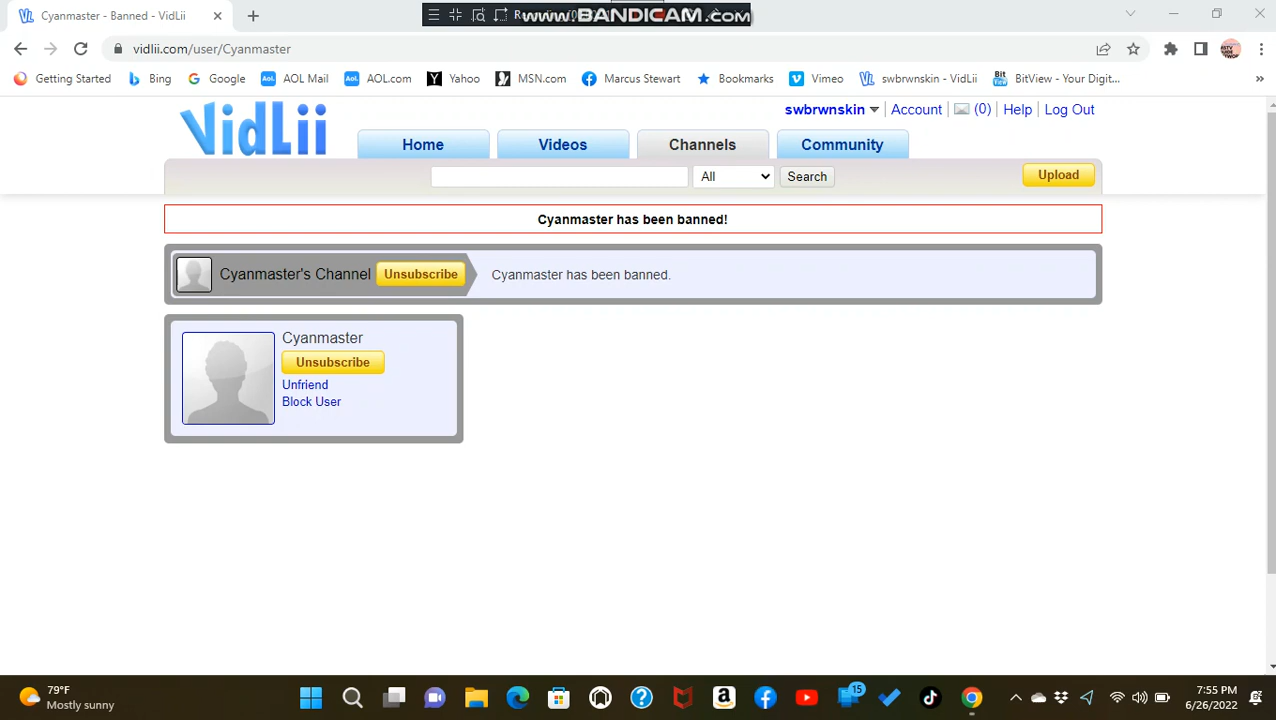 Cyanmaster - Banned - VidLii
www.BANDICAM.com
vidlii.com/user/Cyanmaster
Getting Started
Bing
Google
AOL Mail
AOL.com
Yahoo
MSN.com
Marcus Stewart
Bookmarks
Vimeo
swbrwnskin - VidLii
BitView - Your Digit...
VidLii
swbrwnskin
Account
(0)
Help
Log Out
Home
Videos
Channels
Community
All
Search
Upload
Cyanmaster has been banned!
Cyanmaster's Channel
Unsubscribe
Cyanmaster has been banned.
Cyanmaster
Unsubscribe
Unfriend
Block User
79°F
Mostly sunny
15
7:55 PM
6/26/2022